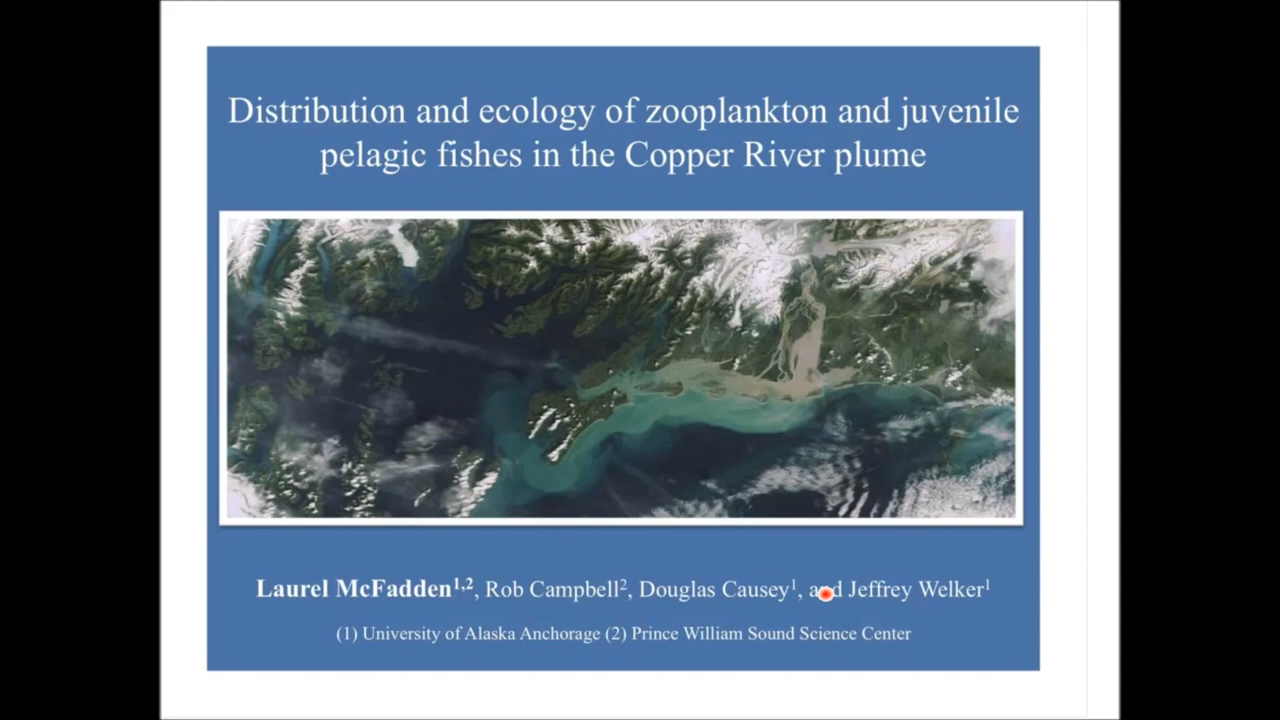 Distribution and ecology of zooplankton and juvenile
pelagic fishes in the Copper River plume
Laurel McFadden1,2, Rob Campbell2, Douglas Causey1, and Jeffrey Welker1
(1) University of Alaska Anchorage (2) Prince William Sound Science Center